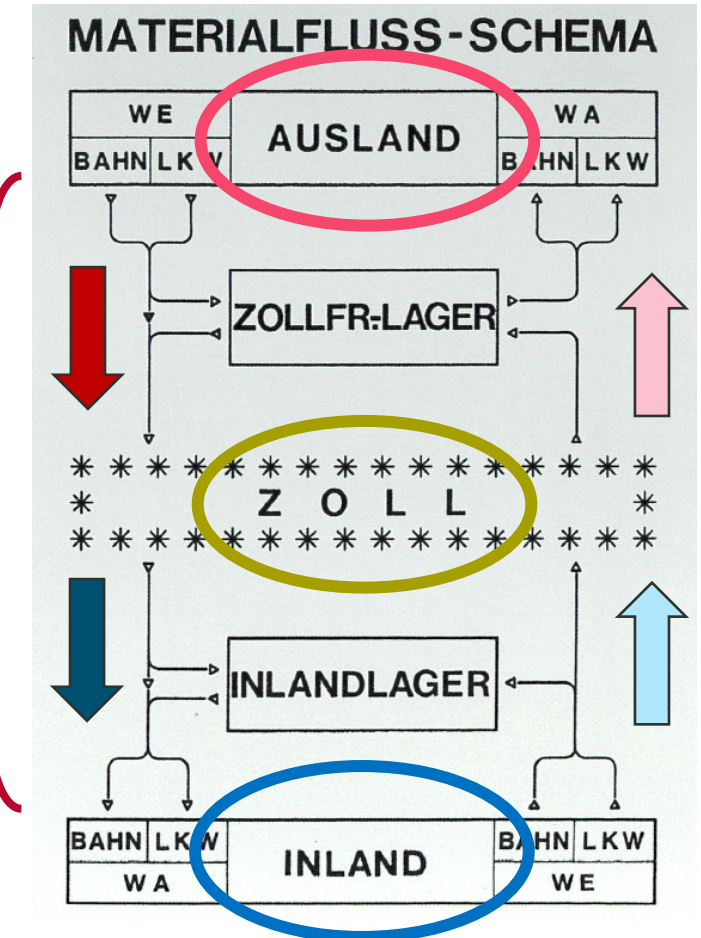 MATERIALFLUSS-SCHEMA
WE AUSLAND WA
BAHN LKW BAHN LKW
ZOLLFR.-LAGER
ZOLL
INLANDLAGER
BAHN LKW INLAND BAHN LKW
WA WE